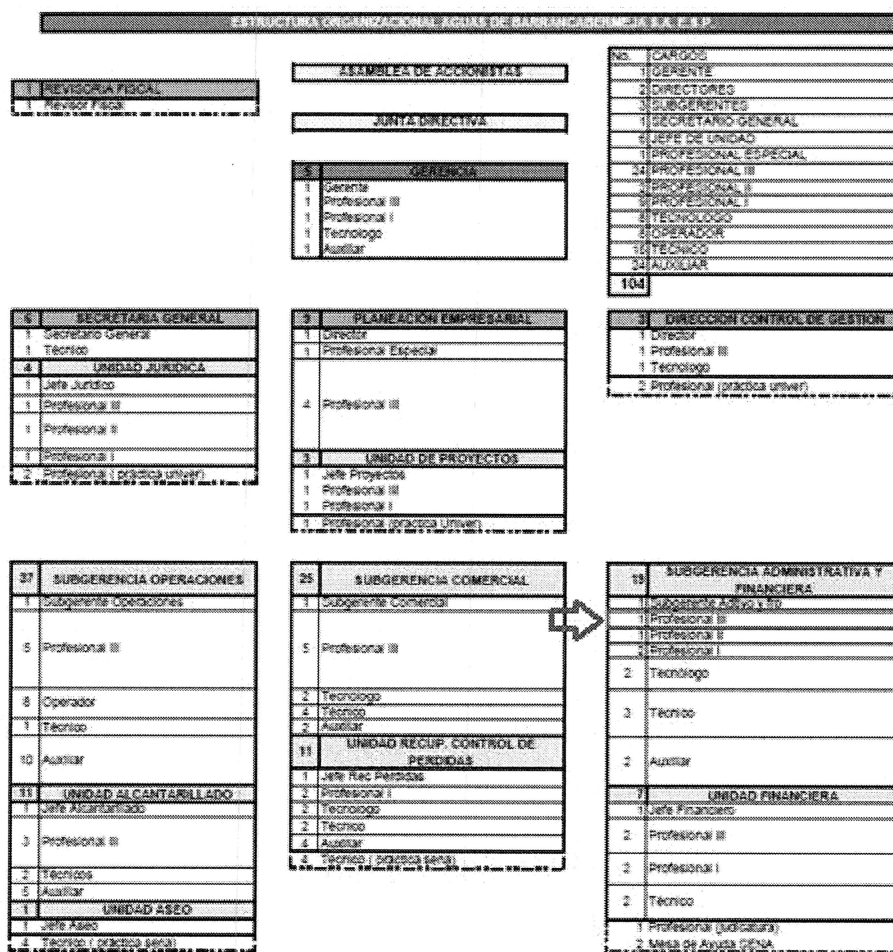 ESTRUCTURA ORGANIZACIONAL AGUAS DE BARRANCABERMEJA S.A. E.S.P.
1 REVISORIA FISCAL
1 Revisor Fiscal
ASAMBLEA DE ACCIONISTAS
JUNTA DIRECTIVA
5 GERENCIA
1 Gerente
1 Profesional III
1 Profesional I
1 Tecnologo
1 Auxiliar
No. CARGOS
1 GERENTE
2 DIRECTORES
3 SUBGERENTES
1 SECRETARIO GENERAL
6 JEFE DE UNIDAD
1 PROFESIONAL ESPECIAL
24 PROFESIONAL III
PROFESIONAL II
9 PROFESIONAL I
8 TECNOLOGO
8 OPERADOR
TECNICO
24 AUXILIAR
104
6 SECRETARIA GENERAL
1 Secretario General
1 Técnico
4 UNIDAD JURIDICA
1 Jefe Juridico
1 Profesional III
1 Profesional II
1 Profesional I
2 Profesional ( práctica univer)
9 PLANEACIÓN EMPRESARIAL
1 Director
1 Profesional Especial
4 Profesional III
3 UNIDAD DE PROYECTOS
1 Jefe Proyectos
1 Profesional III
1 Profesional I
1 Profesional (práctica Univer)
3 DIRECCION CONTROL DE GESTION
1 Director
1 Profesional III
1 Tecnologo
2 Profesional (práctica univer)
37 SUBGERENCIA OPERACIONES
1 Subgerente Operaciones
5 Profesional III
8 Operador
1 Técnico
10 Auxiliar
11 UNIDAD ALCANTARILLADO
1 Jefe Alcantarillado
3 Profesional III
2 Técnicos
5 Auxiliar
1 UNIDAD ASEO
1 Jefe Aseo
4 Técnico ( práctica sena)
25 SUBGERENCIA COMERCIAL
1 Subgerente Comercial
5 Profesional III
2 Tecnologo
4 Técnico
2 Auxiliar
11 UNIDAD RECUP. CONTROL DE
PERDIDAS
1 Jefe Rec Perdidas
2 Profesional I
2 Tecnologo
2 Técnico
4 Auxiliar
4 Técnico ( práctica sena)
19 SUBGERENCIA ADMINISTRATIVA Y
FINANCIERA
1 Subgerente Adtivo y fro
1 Profesional III
1 Profesional II
2 Profesional I
2 Tecnologo
3 Técnico
2 Auxiliar
7 UNIDAD FINANCIERA
1 Jefe Financiero
2 Profesional III
2 Profesional I
2 Técnico
1 Profesional (judicatura)
2 Mesa de Ayuda SENA